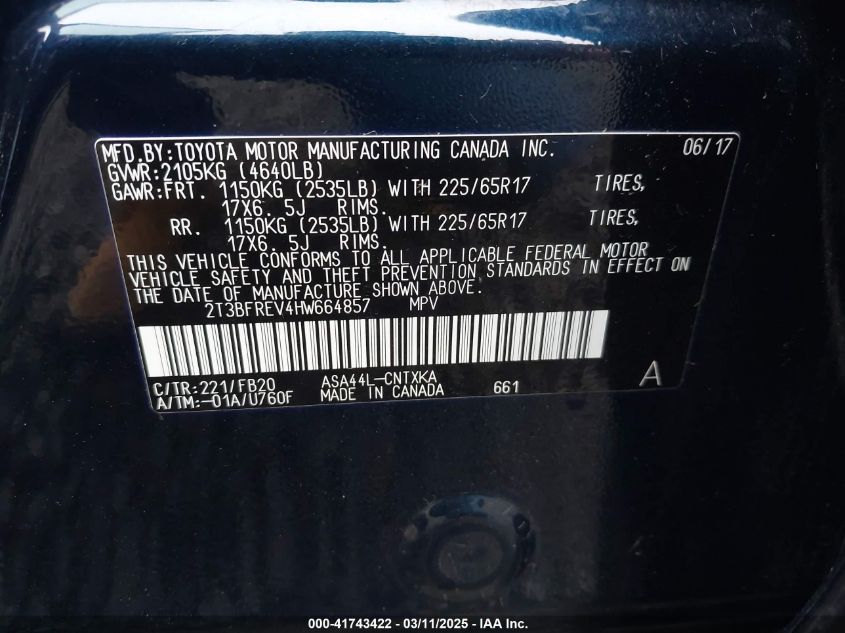 MFD.BY:TOYOTA MOTOR MANUFACTURING CANADA INC. 06/17
GVWR:2105KG (4640LB)
GAWR:FRT. 1150KG (2535LB) WITH 225/65R17 TIRES,
17X6. 5J RIMS.
RR. 1150KG (2535LB) WITH 225/65R17 TIRES,
17X6. 5J RIMS.
THIS VEHICLE CONFORMS TO ALL APPLICABLE FEDERAL MOTOR
VEHICLE SAFETY AND THEFT PREVENTION STANDARDS IN EFFECT ON
THE DATE OF MANUFACTURE SHOWN ABOVE.
2T3BFREV4HW664857 MPV
C/TR:221/FB20 ASA44L-CNTXKA 661 A
A/TM:-01A/U760F MADE IN CANADA
000-41743422 - 03/11/2025 - IAA Inc.